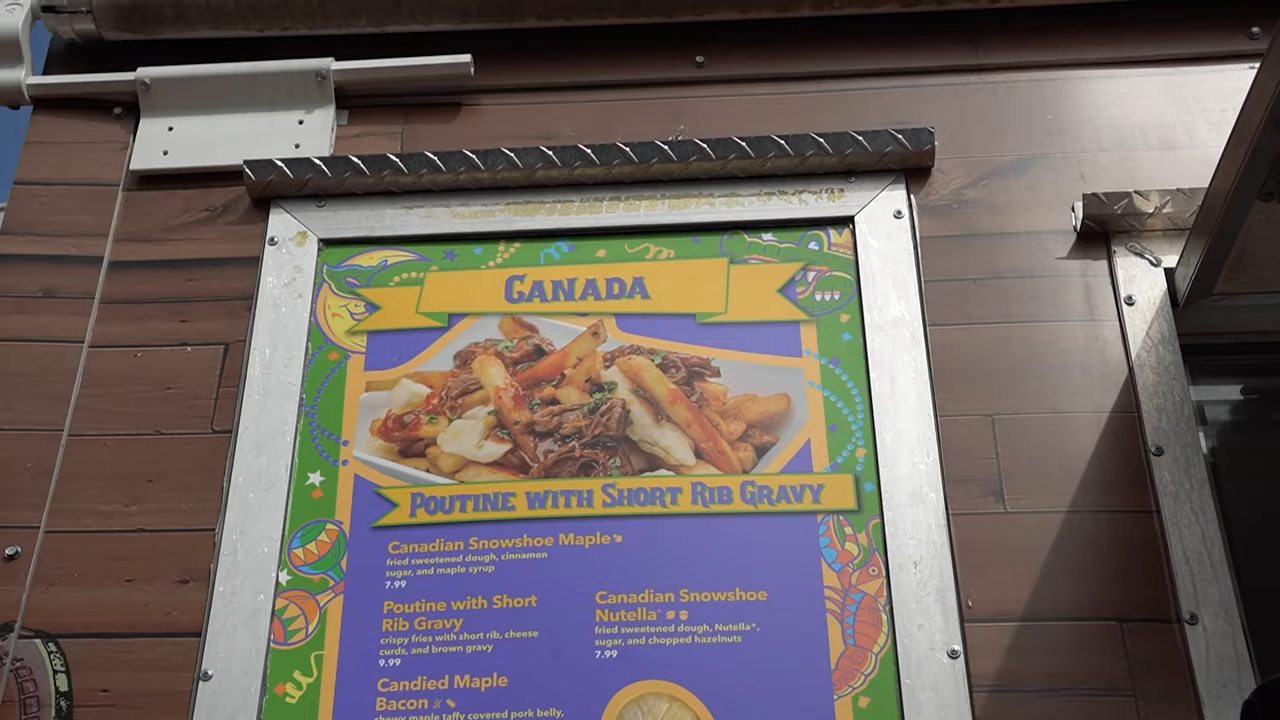 CANADA
POUTINE WITH SHORT RIB GRAVY
Canadian Snowshoe Maple
fried sweetened dough, cinnamon
sugar, and maple syrup
7.99
Poutine with Short
Rib Gravy
crispy fries with short rib, cheese
curds, and brown gravy
9.99
Candied Maple
Bacon
chewy maple taffy covered pork belly,
Canadian Snowshoe
Nutella®
fried sweetened dough, Nutella®,
sugar, and chopped hazelnuts
7.99